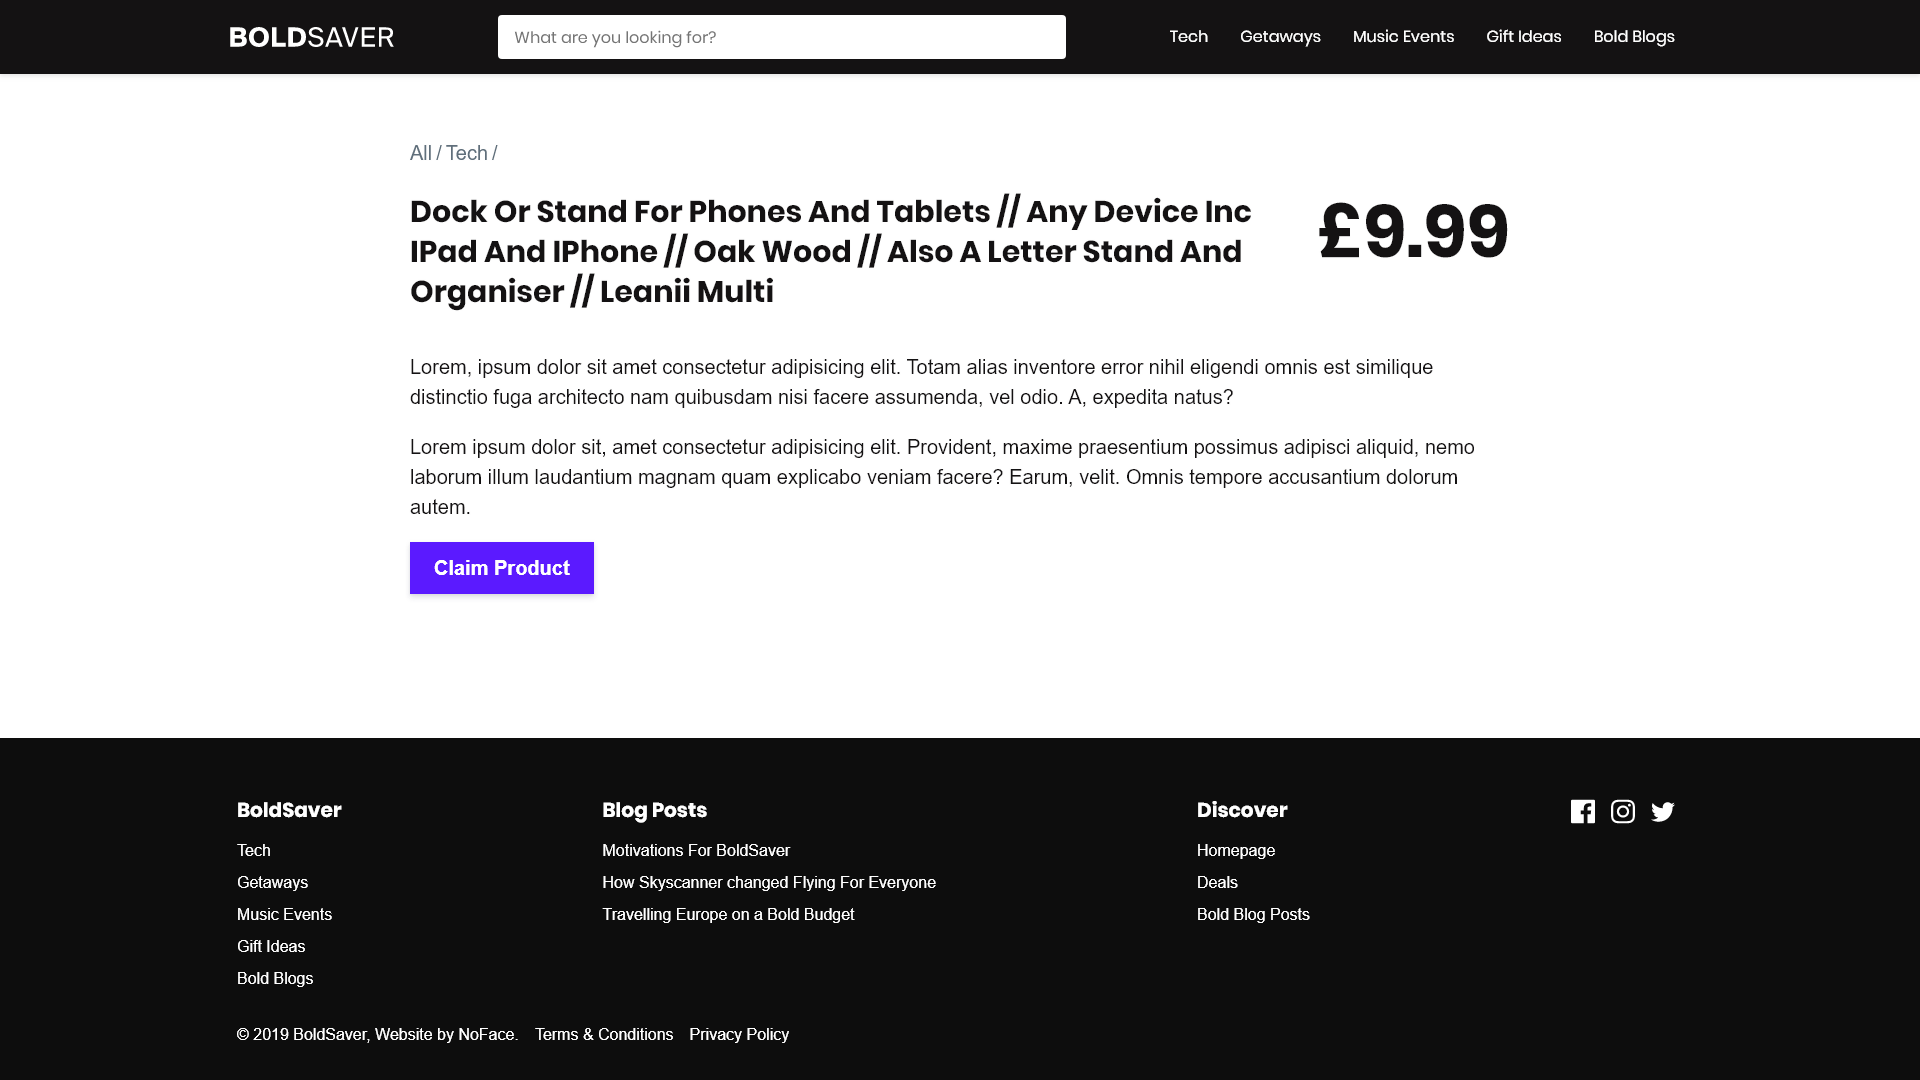 BOLDSAVER
What are you looking for?
Tech
Getaways
Music Events
Gift Ideas
Bold Blogs
All / Tech /
Dock Or Stand For Phones And Tablets // Any Device Inc
IPad And IPhone // Oak Wood // Also A Letter Stand And
Organiser // Leanii Multi
£9.99
Lorem, ipsum dolor sit amet consectetur adipisicing elit. Totam alias inventore error nihil eligendi omnis est similique
distinctio fuga architecto nam quibusdam nisi facere assumenda, vel odio. A, expedita natus?
Lorem ipsum dolor sit, amet consectetur adipisicing elit. Provident, maxime praesentium possimus adipisci aliquid, nemo
laborum illum laudantium magnam quam explicabo veniam facere? Earum, velit. Omnis tempore accusantium dolorum
autem.
Claim Product
BoldSaver
Tech
Getaways
Music Events
Gift Ideas
Bold Blogs
Blog Posts
Motivations For BoldSaver
How Skyscanner changed Flying For Everyone
Travelling Europe on a Bold Budget
Discover
Homepage
Deals
Bold Blog Posts
© 2019 BoldSaver, Website by NoFace.
Terms & Conditions
Privacy Policy